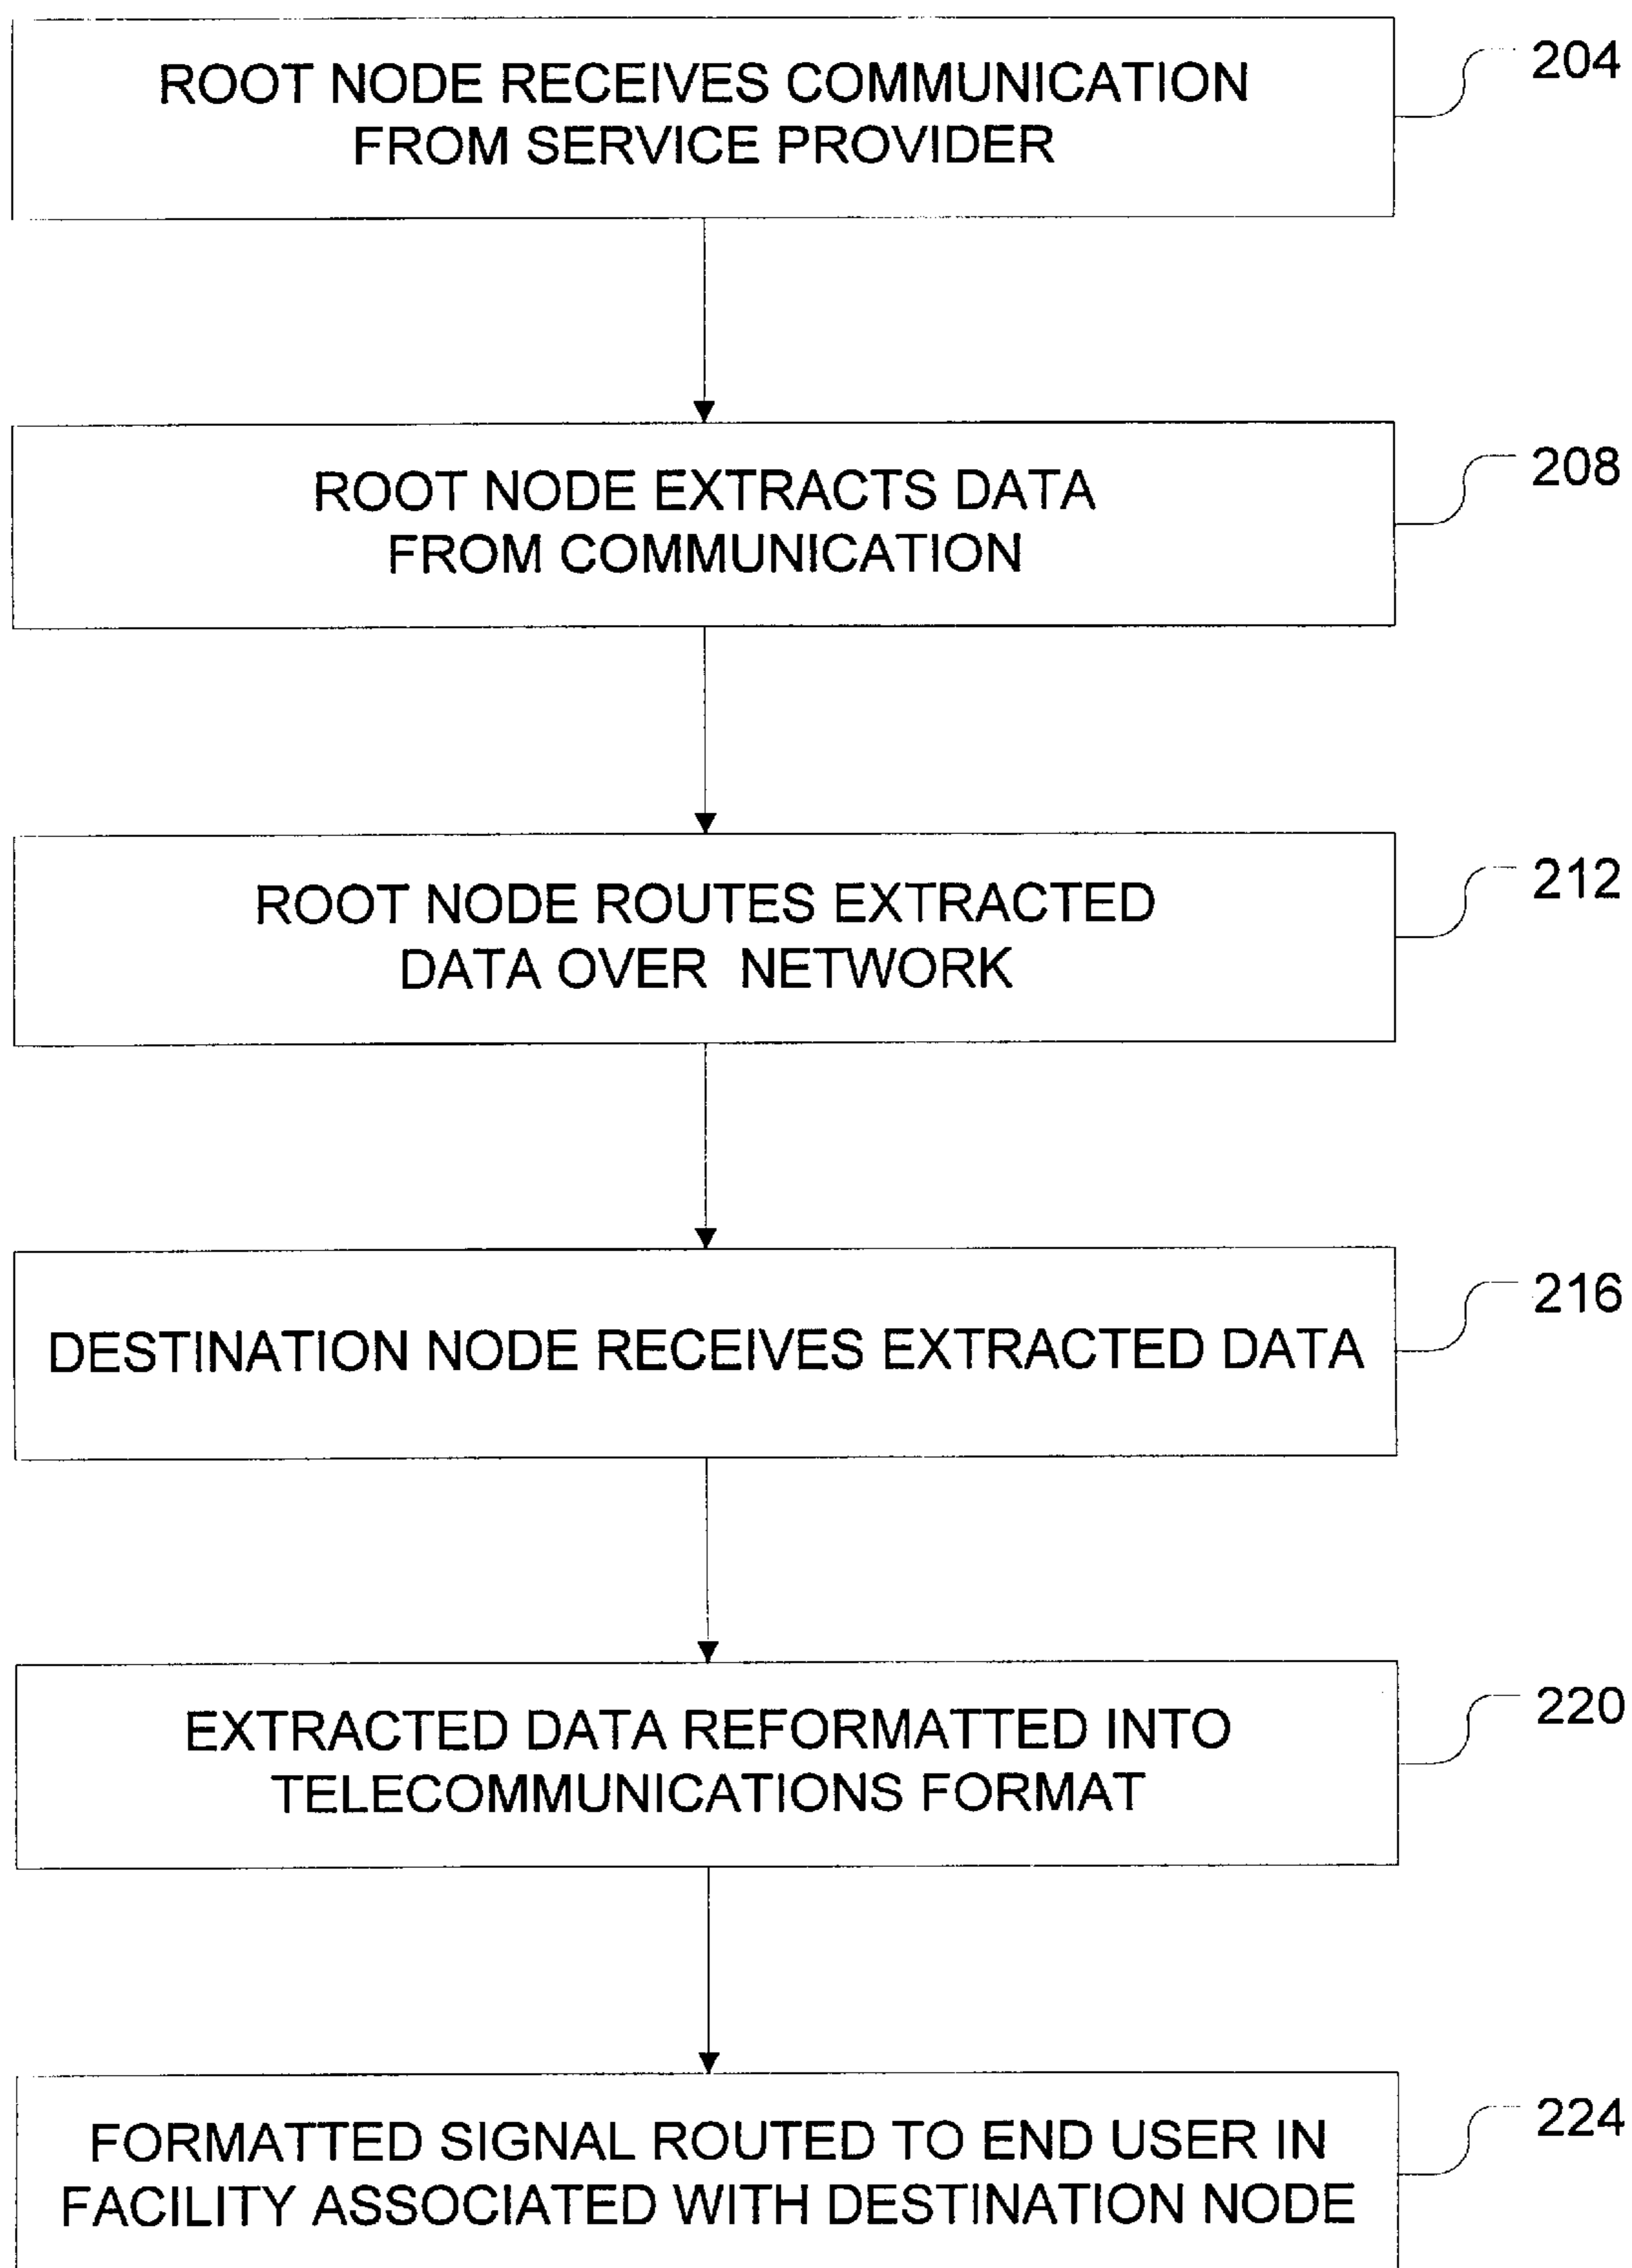 ROOT NODE RECEIVES COMMUNICATION
FROM SERVICE PROVIDER
204
ROOT NODE EXTRACTS DATA
FROM COMMUNICATION
208
ROOT NODE ROUTES EXTRACTED
DATA OVER NETWORK
212
DESTINATION NODE RECEIVES EXTRACTED DATA
216
EXTRACTED DATA REFORMATTED INTO
TELECOMMUNICATIONS FORMAT
220
FORMATTED SIGNAL ROUTED TO END USER IN
FACILITY ASSOCIATED WITH DESTINATION NODE
224